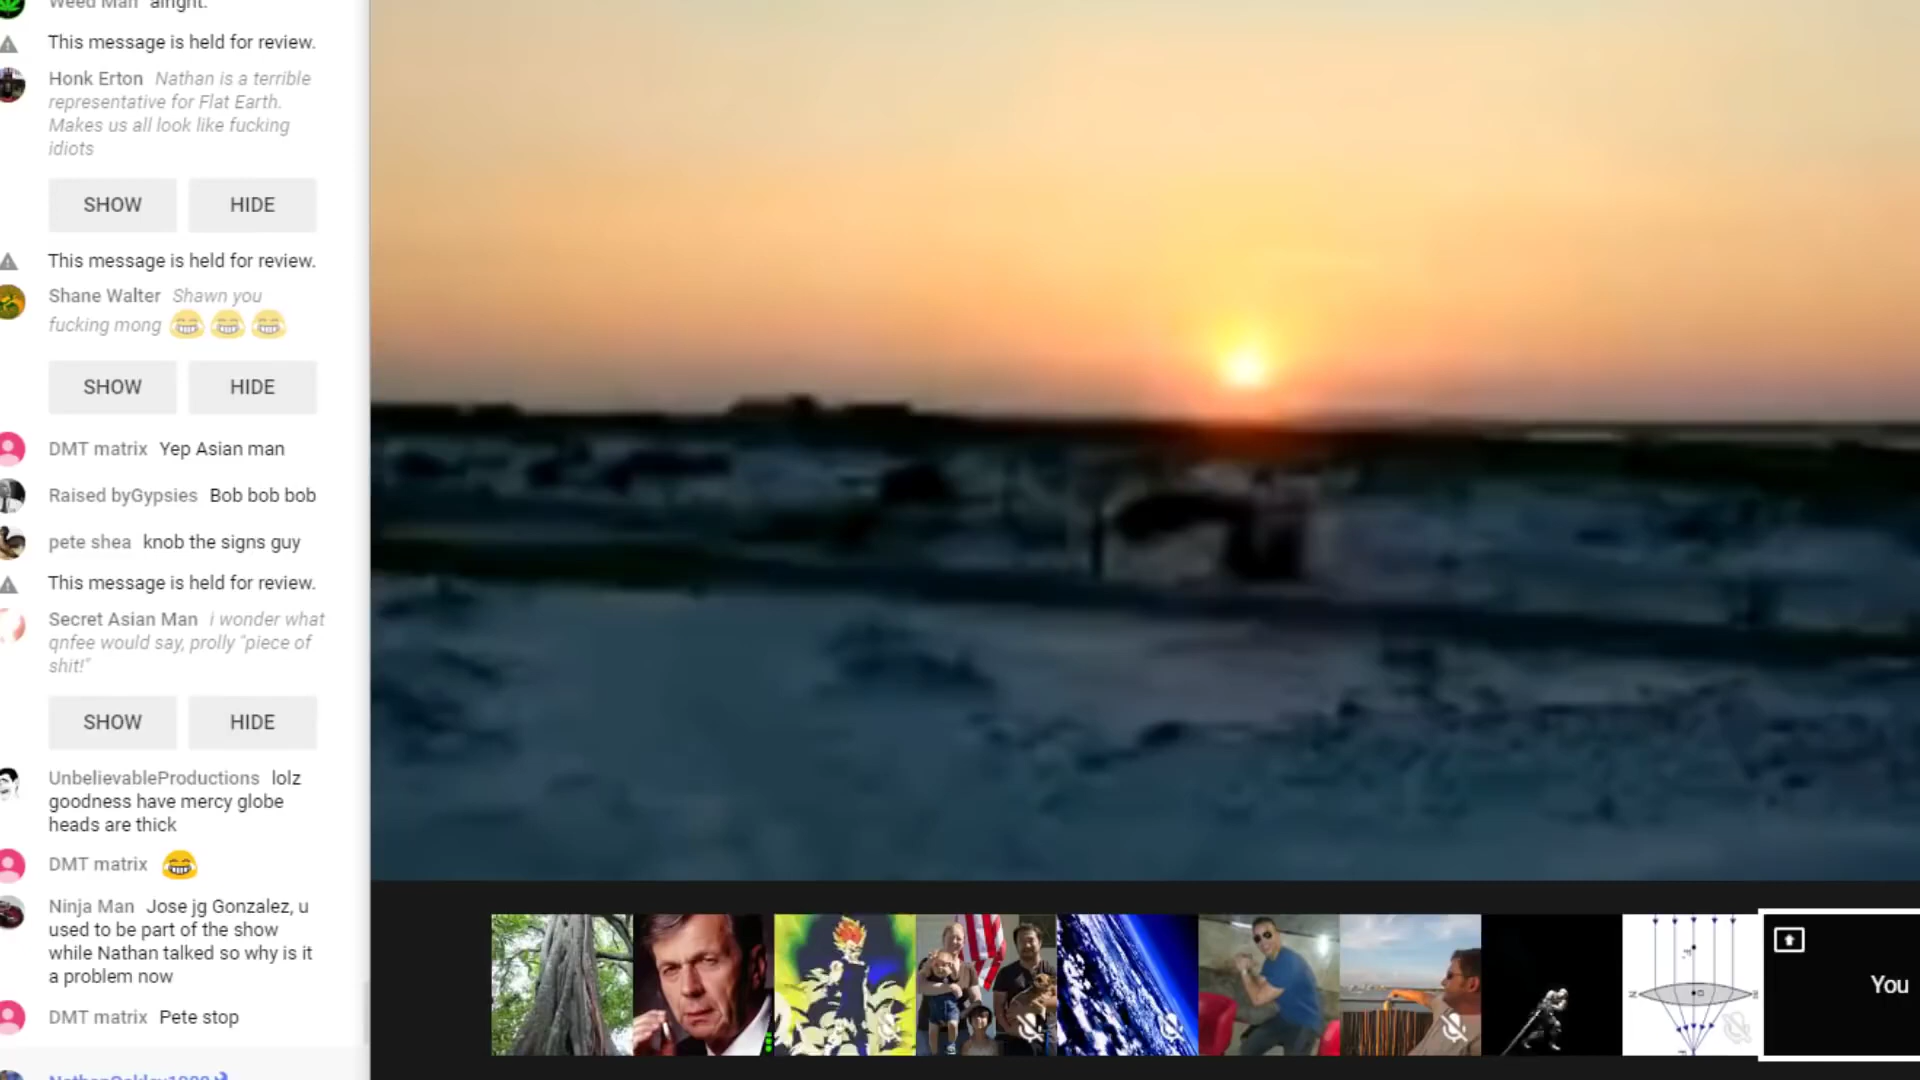 Weed Man alright.
This message is held for review.
Honk Erton Nathan is a terrible
representative for Flat Earth.
Makes us all look like fucking
idiots
SHOW HIDE
This message is held for review.
Shane Walter Shawn you
fucking mong 😂 😂 😂
SHOW HIDE
DMT matrix Yep Asian man
Raised byGypsies Bob bob bob
pete shea knob the signs guy
This message is held for review.
Secret Asian Man i wonder what
qnfee would say, prolly "piece of
shit!"
SHOW HIDE
UnbelievableProductions lolz
goodness have mercy globe
heads are thick
DMT matrix 😂
Ninja Man Jose jg Gonzalez, u
used to be part of the show
while Nathan talked so why is it
a problem now
DMT matrix Pete stop
You